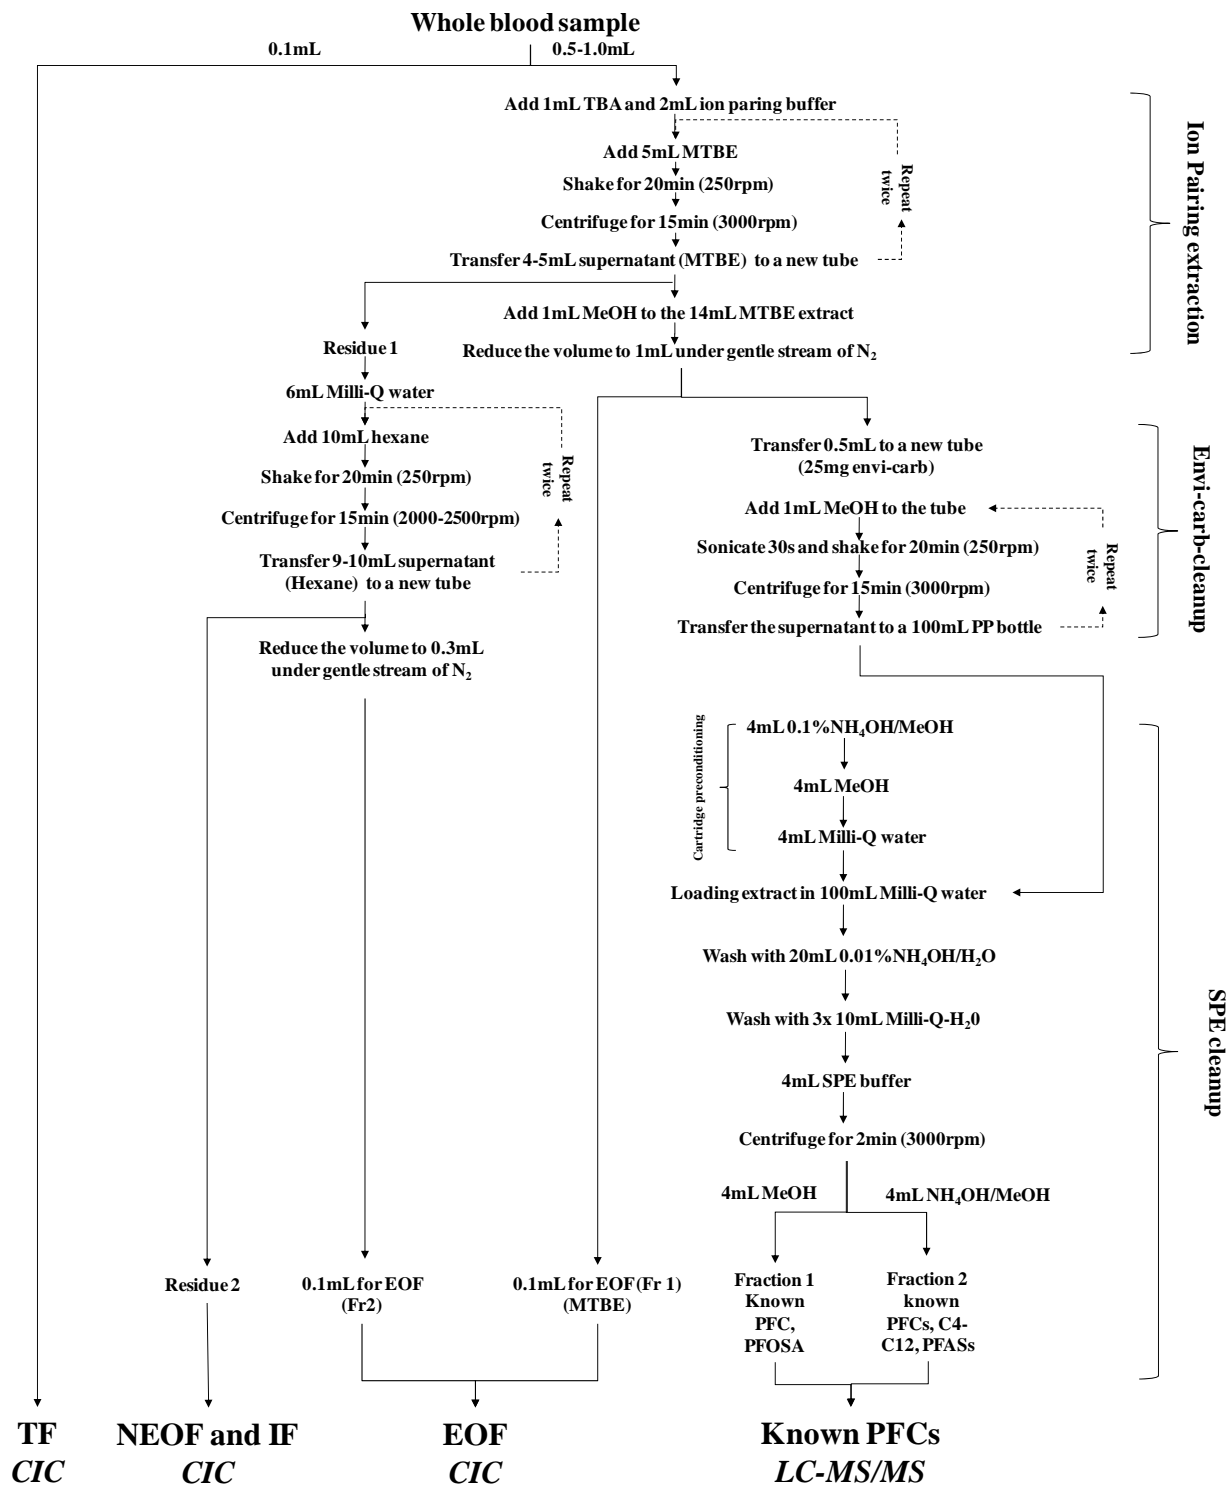 Whole blood sample
0.1mL
0.5-1.0mL
Add 1mL TBA and 2mL ion paring buffer
Add 5mL MTBE
Shake for 20min (250rpm)
Centrifuge for 15min (3000rpm)
Transfer 4-5mL supernatant (MTBE) to a new tube
Repeat
twice
Add 1mL MeOH to the 14mL MTBE extract
Reduce the volume to 1mL under gentle stream of N₂
Ion Pairing extraction
Residue 1
6mL Milli-Q water
Add 10mL hexane
Shake for 20min (250rpm)
Centrifuge for 15min (2000-2500rpm)
Transfer 9-10mL supernatant
(Hexane) to a new tube
Repeat
twice
Reduce the volume to 0.3mL
under gentle stream of N₂
Transfer 0.5mL to a new tube
(25mg envi-carb)
Add 1mL MeOH to the tube
Sonicate 30s and shake for 20min (250rpm)
Centrifuge for 15min (3000rpm)
Transfer the supernatant to a 100mL PP bottle
Repeat
twice
Envi-carb-cleanup
Cartridge preconditioning
4mL 0.1%NH₄OH/MeOH
4mL MeOH
4mL Milli-Q water
Loading extract in 100mL Milli-Q water
Wash with 20mL 0.01%NH₄OH/H₂O
Wash with 3x 10mL Milli-Q-H₂0
4mL SPE buffer
Centrifuge for 2min (3000rpm)
4mL MeOH
4mL NH₄OH/MeOH
SPE cleanup
Residue 2
0.1mL for EOF
(Fr2)
0.1mL for EOF (Fr 1)
(MTBE)
Fraction 1
Known
PFC,
PFOSA
Fraction 2
known
PFCs, C4-
C12, PFASs
TF
CIC
NEOF and IF
CIC
EOF
CIC
Known PFCs
LC-MS/MS